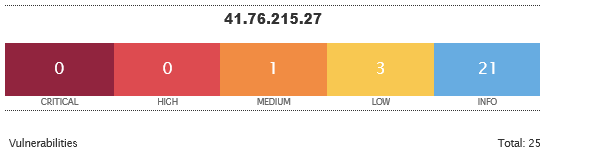 41.76.215.27
0 0 1 3 21
CRITICAL HIGH MEDIUM LOW INFO
Vulnerabilities Total: 25